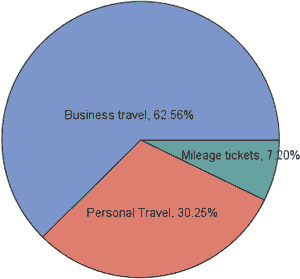 Business travel, 62.56%
Mileage tickets, 7.20%
Personal Travel, 30.25%